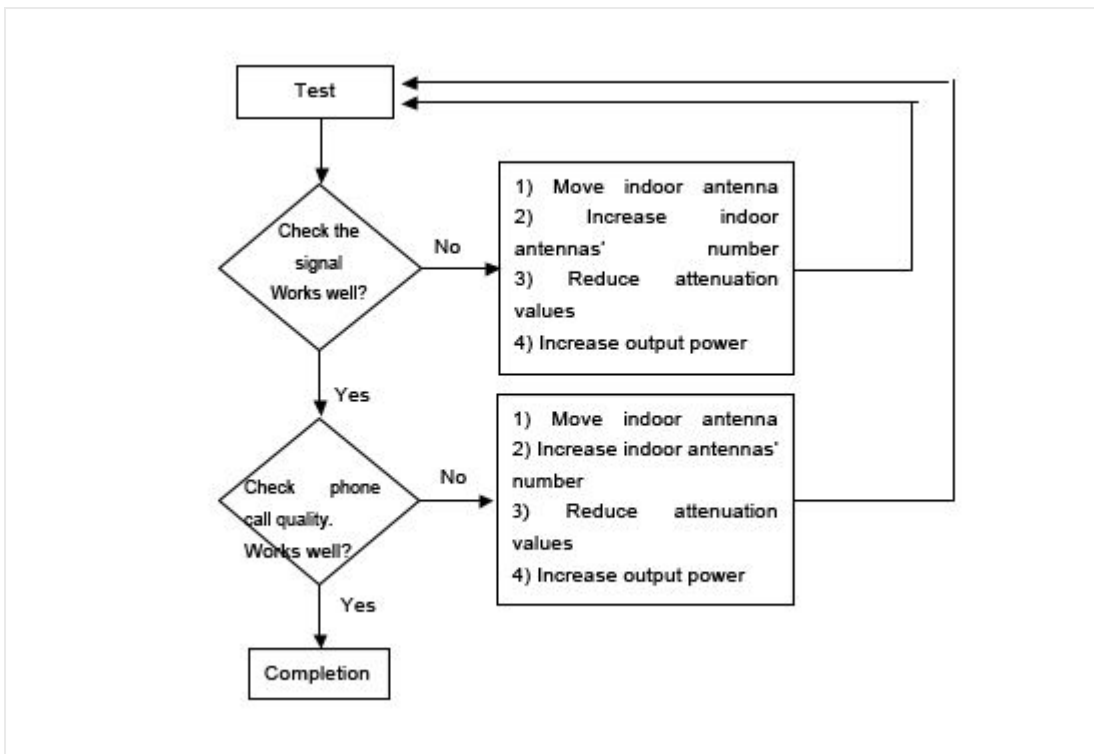 Test
Check the
signal
Works well?
No
1) Move indoor antenna
2) Increase indoor
antennas' number
3) Reduce attenuation
values
4) Increase output power
Yes
Check phone
call quality.
Works well?
No
1) Move indoor antenna
2) Increase indoor antennas'
number
3) Reduce attenuation
values
4) Increase output power
Yes
Completion